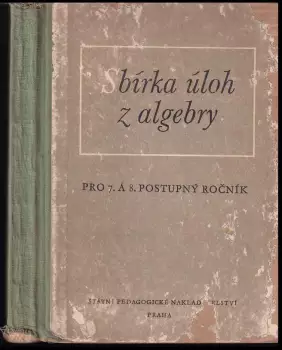 Sbírka úloh
z algebry
PRO 7. A 8. POSTUPNÝ ROČNÍK
STÁTNÍ PEDAGOGICKÉ NAKLADATELSTVÍ
PRAHA